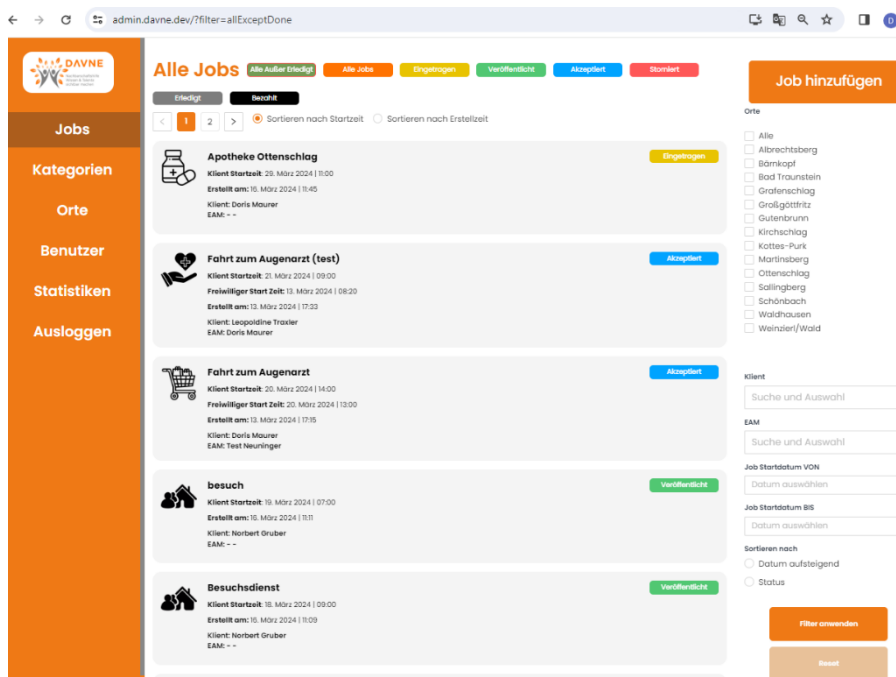 admin.davne.dev/?filter=allExceptDone
D
DAVNE
Jobs
Kategorien
Orte
Benutzer
Statistiken
Ausloggen
Alle Jobs
Alle Außer Erledigt
Alle Jobs
Eingetragen
Veröffentlicht
Akzeptiert
Storniert
Erledigt
Bezahlt
< 1 2 >
Sortieren nach Startzeit
Sortieren nach Erstellzeit
Apotheke Ottenschlag
Eingetragen
Klient Startzeit: 29. März 2024 | 11:00
Erstellt am: 16. März 2024 | 11:45
Klient: Doris Maurer
EAM: - -
Fahrt zum Augenarzt (test)
Akzeptiert
Klient Startzeit: 21. März 2024 | 09:00
Freiwilliger Start Zeit: 13. März 2024 | 08:20
Erstellt am: 13. März 2024 | 17:33
Klient: Leopoldine Traxler
EAM: Doris Maurer
Fahrt zum Augenarzt
Akzeptiert
Klient Startzeit: 20. März 2024 | 14:00
Freiwilliger Start Zeit: 20. März 2024 | 13:00
Erstellt am: 13. März 2024 | 17:15
Klient: Doris Maurer
EAM: Test Neuninger
besuch
Veröffentlicht
Klient Startzeit: 19. März 2024 | 07:00
Erstellt am: 16. März 2024 | 11:11
Klient: Norbert Gruber
EAM: - -
Besuchsdienst
Veröffentlicht
Klient Startzeit: 18. März 2024 | 09:00
Erstellt am: 16. März 2024 | 11:09
Klient: Norbert Gruber
EAM: - -
Job hinzufügen
Orte
Alle
Albrechtsberg
Bärnkopf
Bad Traunstein
Grafenschlag
Großgöttfritz
Gutenbrunn
Kirchschlag
Kottes-Purk
Martinsberg
Ottenschlag
Sallingberg
Schönbach
Waldhausen
Weinzierl/Wald
Klient
Suche und Auswahl
EAM
Suche und Auswahl
Job Startdatum VON
Datum auswählen
Job Startdatum BIS
Datum auswählen
Sortieren nach
Datum aufsteigend
Status
Filter anwenden
Reset